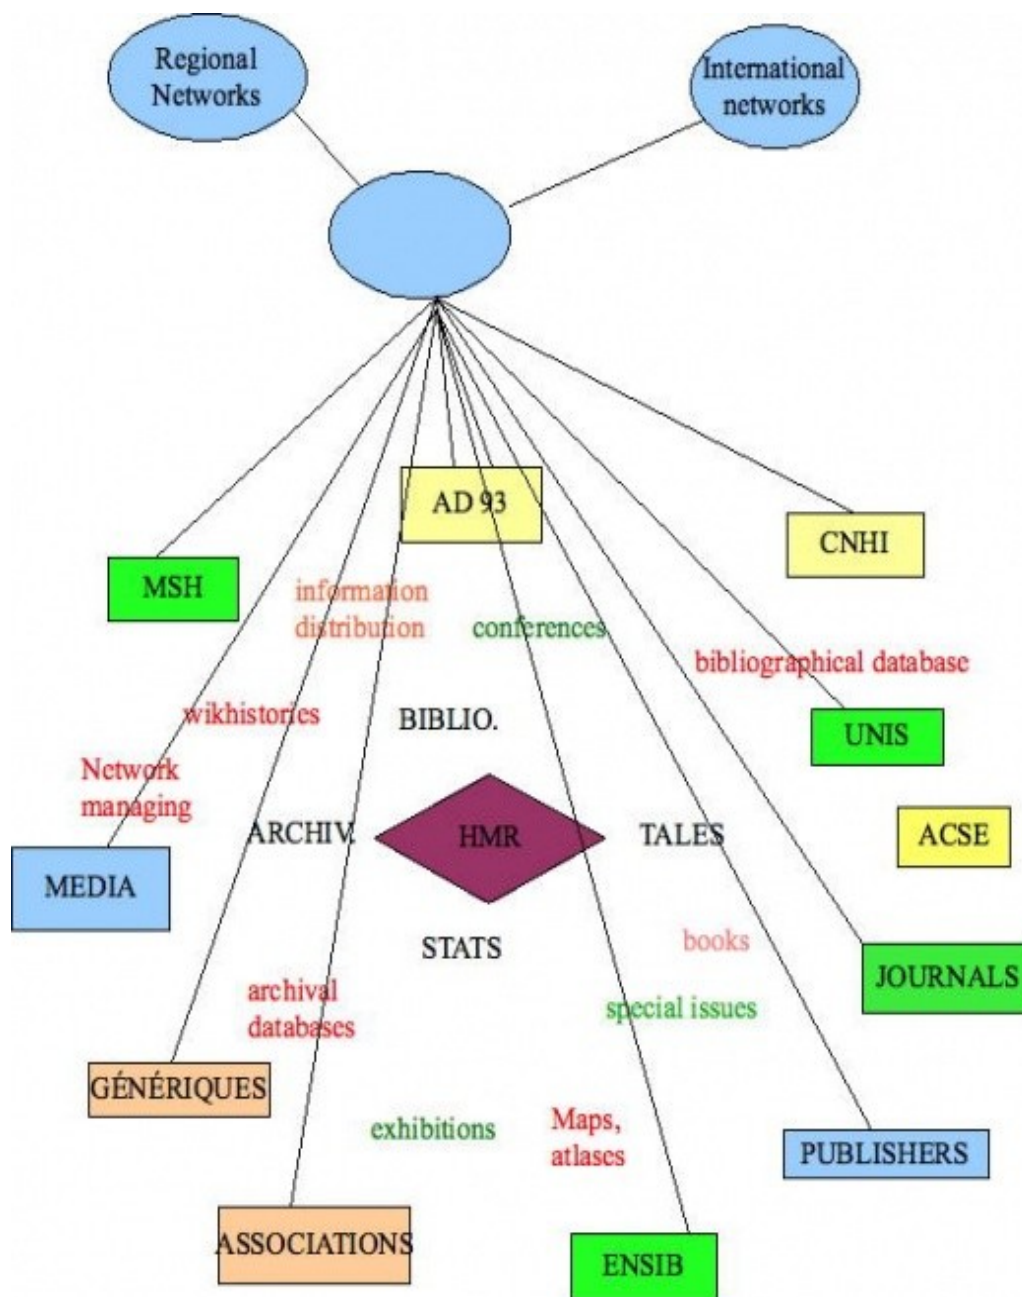 Regional
Networks
International
networks
AD 93
CNHI
MSH
information
distribution
conferences
bibliographical database
wikhistories
BIBLIO.
UNIS
Network
managing
ARCHIV.
HMR
TALES
ACSE
MEDIA
STATS
books
JOURNALS
archival
databases
special issues
GÉNÉRIQUES
exhibitions
Maps,
atlases
PUBLISHERS
ASSOCIATIONS
ENSIB